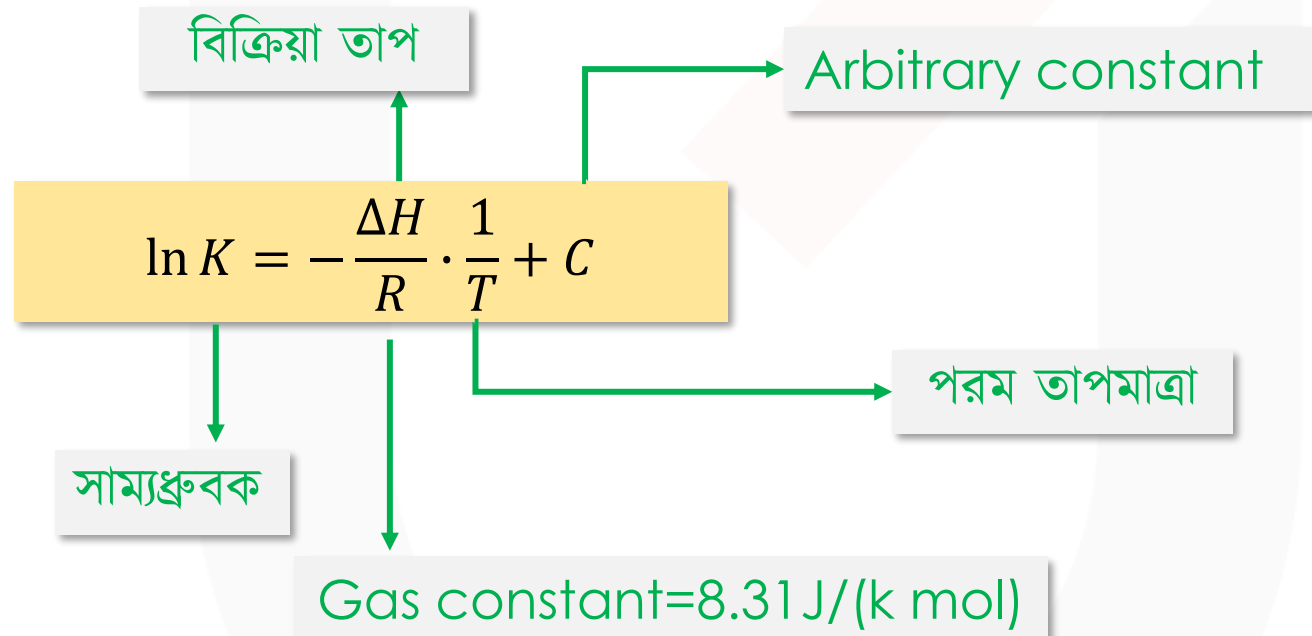 বিক্রিয়া তাপ
Arbitrary constant
ln K = − ΔH/R · 1/T + C
পরম তাপমাত্রা
সাম্যধ্রুবক
Gas constant=8.31J/(k mol)